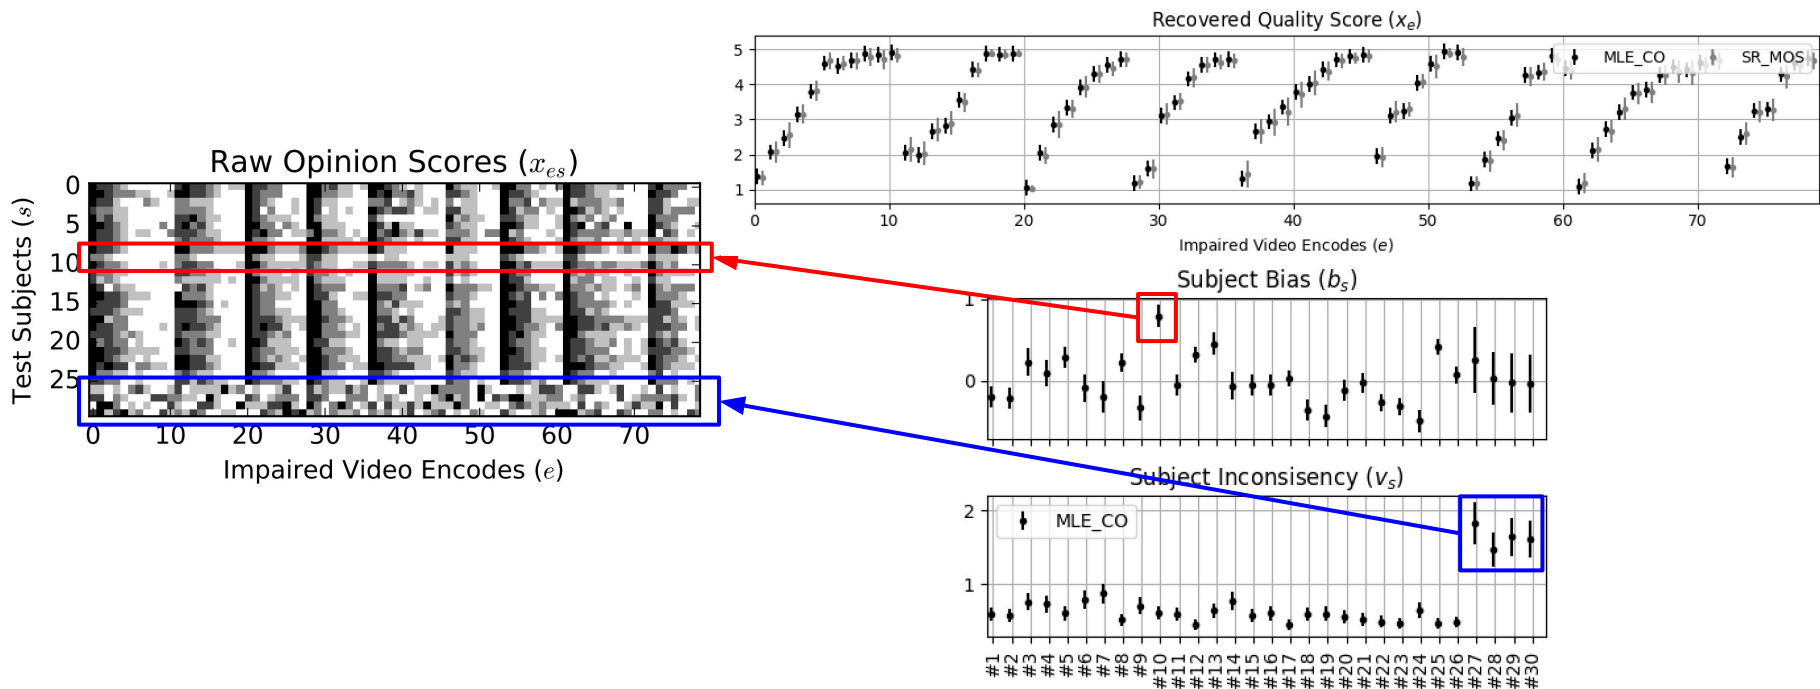 Recovered Quality Score (x_e)
5
4
3
2
1
MLE_CO
SR_MOS
0 10 20 30 40 50 60 70
Impaired Video Encodes (e)
Raw Opinion Scores (x_es)
Test Subjects (s)
0
5
10
15
20
25
0 10 20 30 40 50 60 70
Impaired Video Encodes (e)
Subject Bias (b_s)
1
0
Subject Inconsisency (v_s)
2
1
MLE_CO
#1 #2 #3 #4 #5 #6 #7 #8 #9 #10 #11 #12 #13 #14 #15 #16 #17 #18 #19 #20 #21 #22 #23 #24 #25 #26 #27 #28 #29 #30